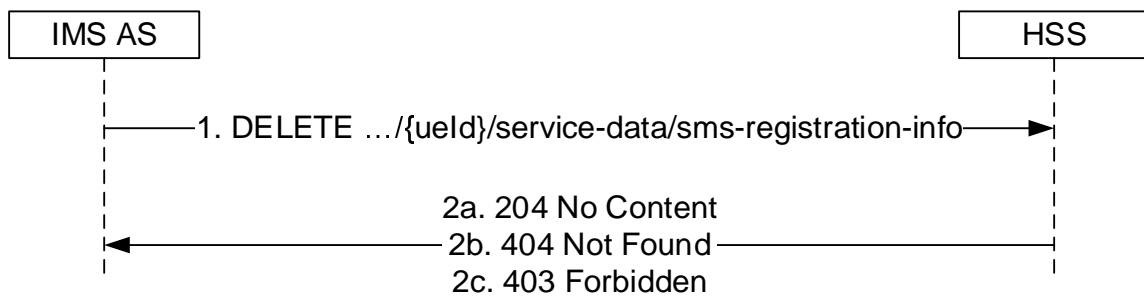 IMS AS
HSS
1. DELETE …/{ueId}/service-data/sms-registration-info
2a. 204 No Content
2b. 404 Not Found
2c. 403 Forbidden